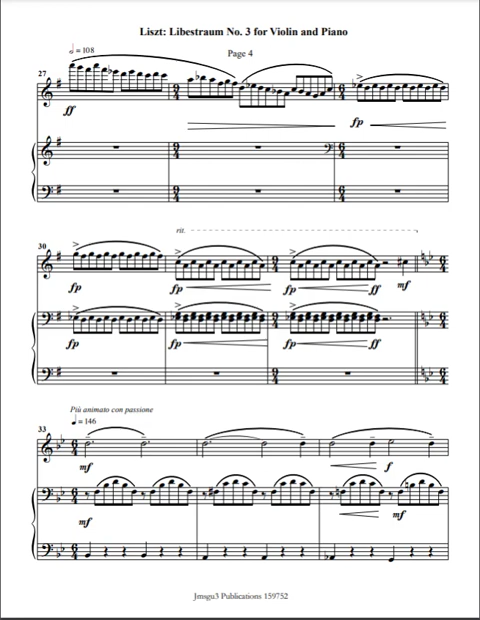 Liszt: Libestraum No. 3 for Violin and Piano
Page 4
𝅗𝅥 = 108
27
ff
fp
rit.
30
fp
fp
fp
ff
mf
fp
fp
fp
ff
Più animato con passione
♩ = 146
33
mf
f
mf
mf
Jmsgu3 Publications 159752